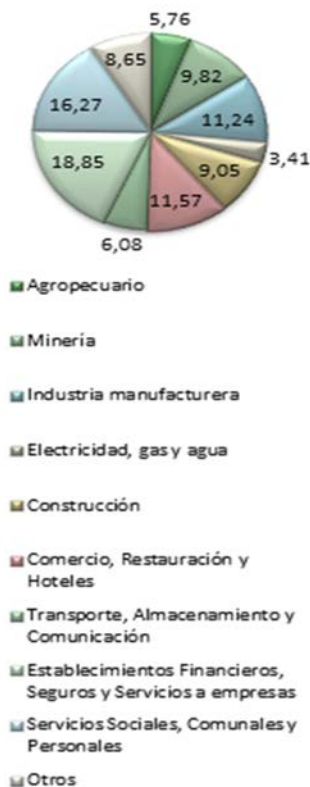 5,76
8,65
9,82
16,27
11,24
3,41
18,85
9,05
11,57
6,08
Agropecuario
Minería
Industria manufacturera
Electricidad, gas y agua
Construcción
Comercio, Restauración y
Hoteles
Transporte, Almacenamiento y
Comunicación
Establecimientos Financieros,
Seguros y Servicios a empresas
Servicios Sociales, Comunales y
Personales
Otros